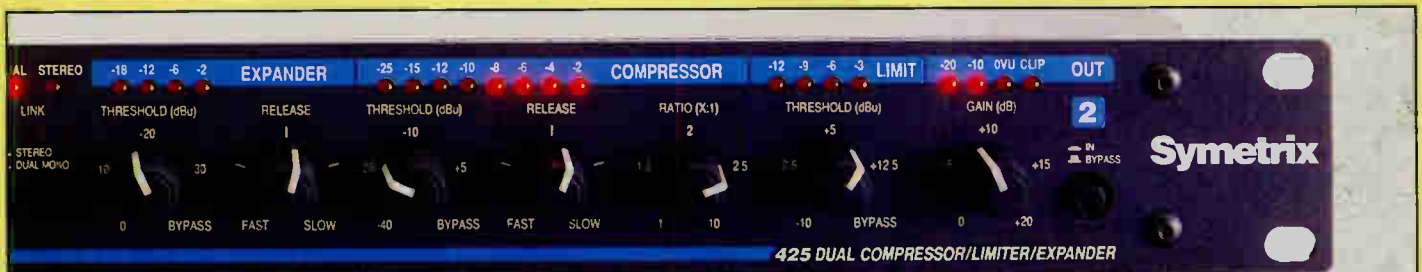 AL STEREO -18 -12 -6 -2 EXPANDER -25 -15 -12 -10 -8 -6 -4 -2 COMPRESSOR -12 -9 -6 -3 LIMIT -20 -10 0VU CLIP OUT
LINK THRESHOLD (dBu) RELEASE THRESHOLD (dBu) RELEASE RATIO (X:1) THRESHOLD (dBu) GAIN (dB) 2
-20 -10 2 +5 +10
STEREO
DUAL MONO
30 +5 2.5 +12.5 +15
IN
BYPASS
Symetrix
0 BYPASS FAST SLOW -40 BYPASS FAST SLOW 1 10 -10 BYPASS 0 +20
425 DUAL COMPRESSOR/LIMITER/EXPANDER